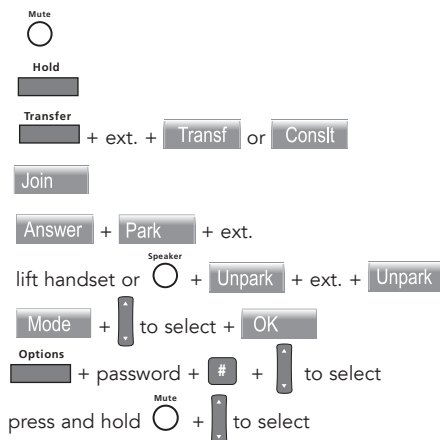 Mute
Hold
Transfer
+ ext. + Transf or Conslt
Join
Answer + Park + ext.
Speaker
lift handset or + Unpark + ext. + Unpark
Mode + to select + OK
Options
+ password + # + to select
Mute
press and hold + to select